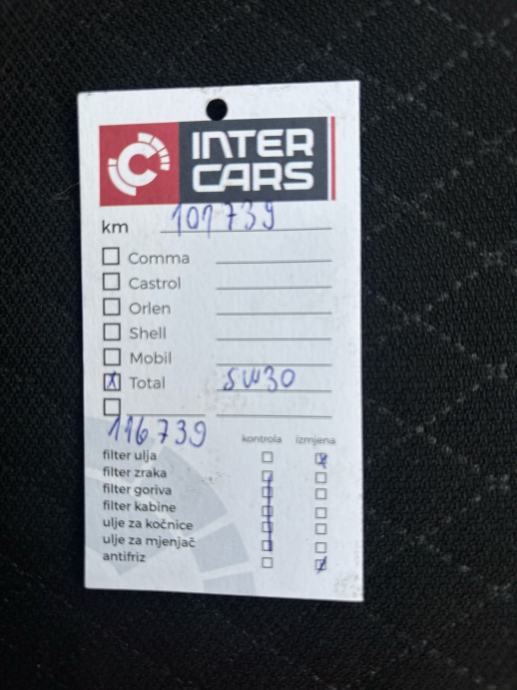 INTER
CARS
km 101739
Comma
Castrol
Orlen
Shell
Mobil
X Total 5W30
116739
kontrola izmjena
filter ulja
filter zraka
filter goriva
filter kabine
ulje za kočnice
ulje za mjenjač
antifriz